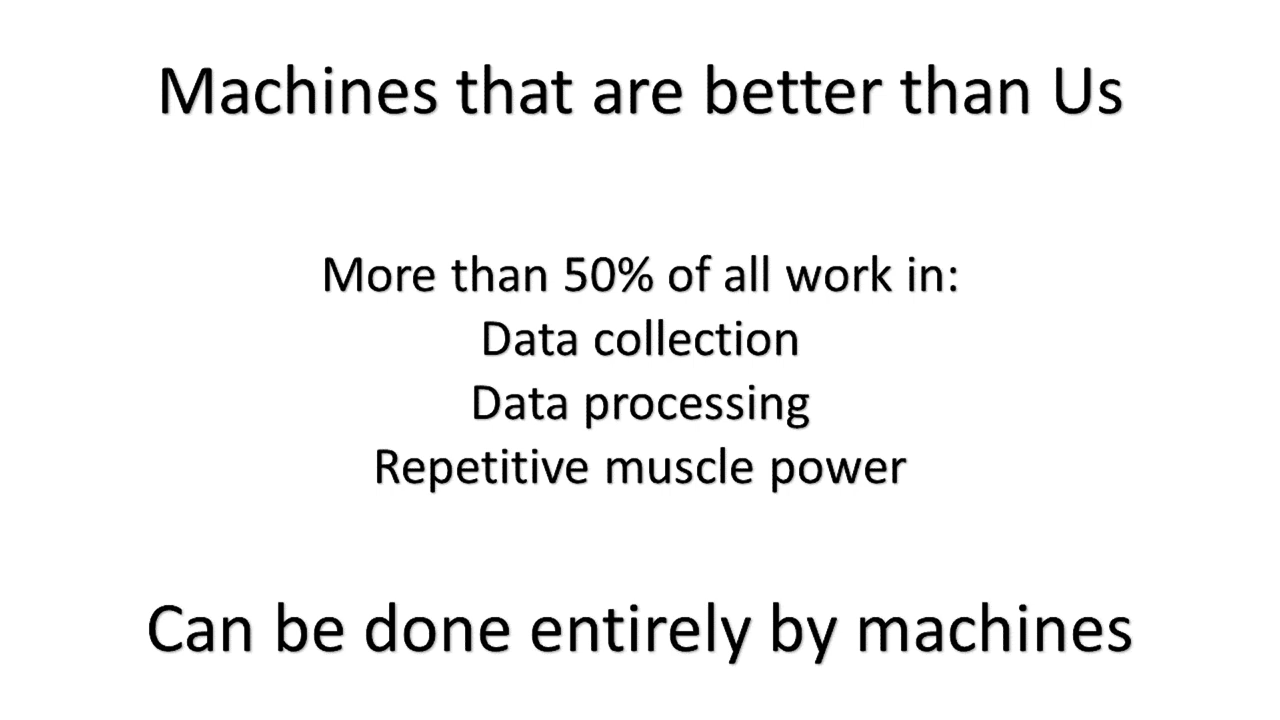 Machines that are better than Us
More than 50% of all work in:
Data collection
Data processing
Repetitive muscle power
Can be done entirely by machines